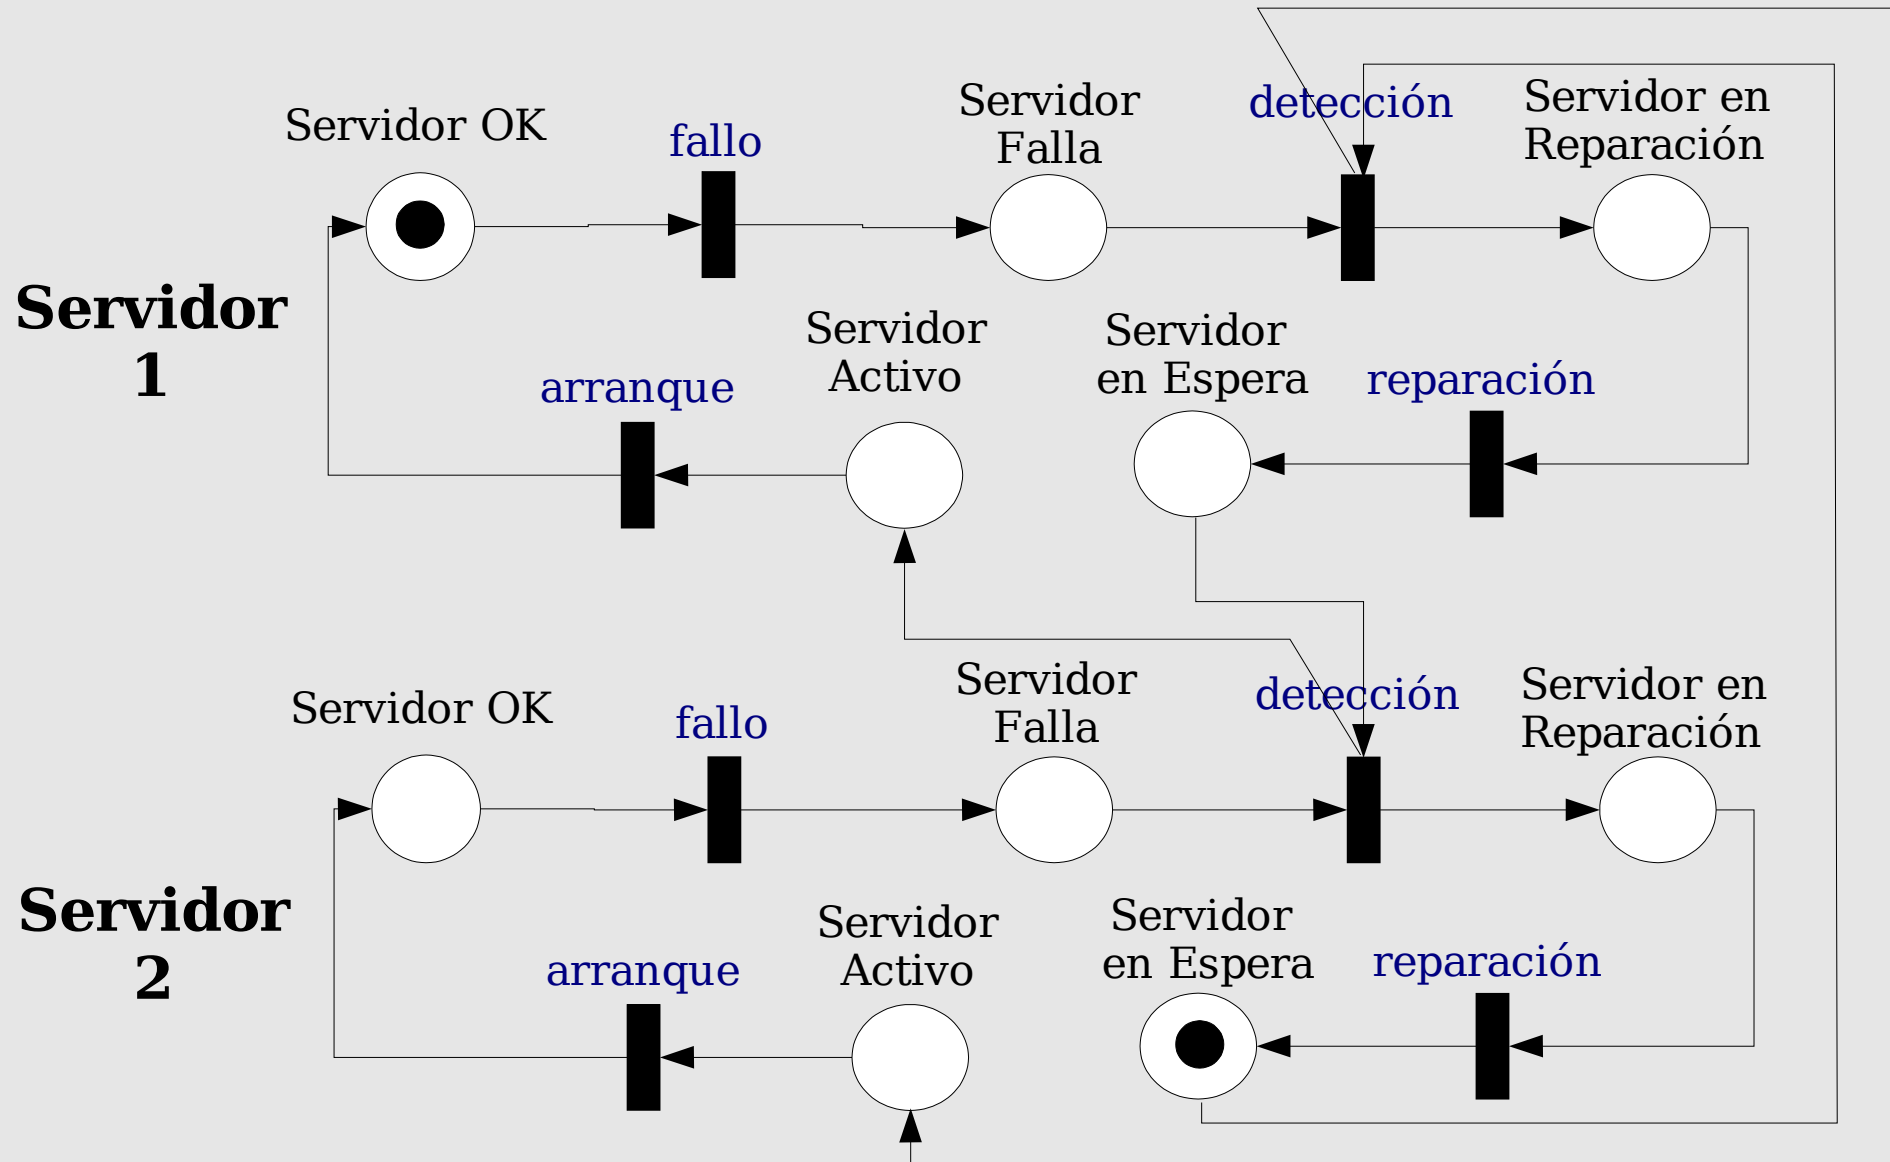 Servidor OK
fallo
Servidor
Falla
detección
Servidor en
Reparación
Servidor
1
arranque
Servidor
Activo
Servidor
en Espera
reparación
Servidor OK
fallo
Servidor
Falla
detección
Servidor en
Reparación
Servidor
2
arranque
Servidor
Activo
Servidor
en Espera
reparación